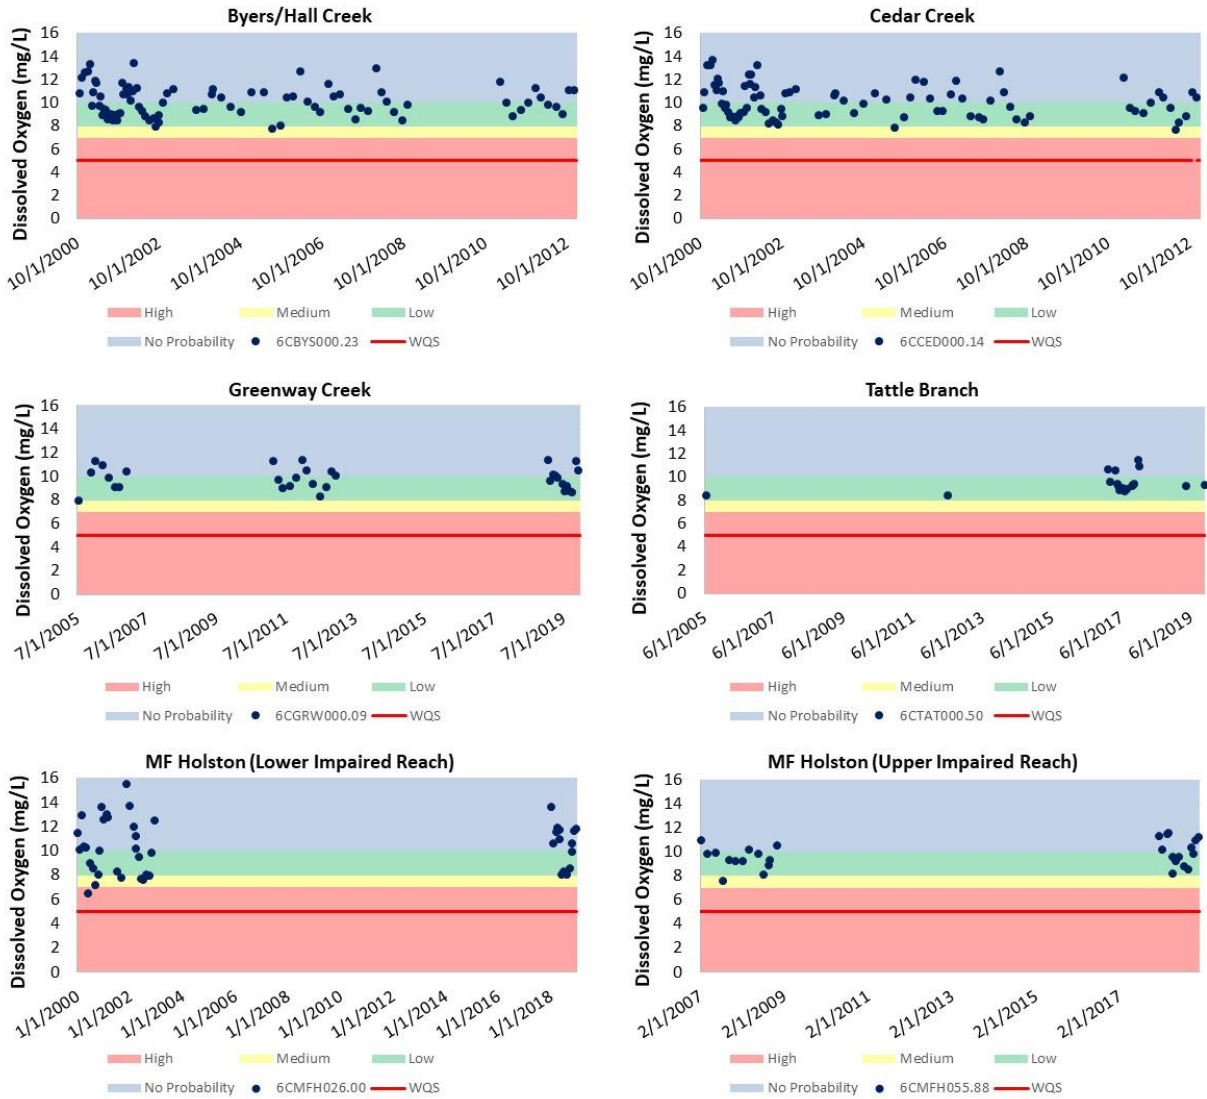 Byers/Hall Creek
Dissolved Oxygen (mg/L)
16
14
12
10
8
6
4
2
0
10/1/2000
10/1/2002
10/1/2004
10/1/2006
10/1/2008
10/1/2010
10/1/2012
High
Medium
Low
No Probability
6CBYS000.23
WQS
Cedar Creek
Dissolved Oxygen (mg/L)
16
14
12
10
8
6
4
2
0
10/1/2000
10/1/2002
10/1/2004
10/1/2006
10/1/2008
10/1/2010
10/1/2012
High
Medium
Low
No Probability
6CCED000.14
WQS
Greenway Creek
Dissolved Oxygen (mg/L)
16
14
12
10
8
6
4
2
0
7/1/2005
7/1/2007
7/1/2009
7/1/2011
7/1/2013
7/1/2015
7/1/2017
7/1/2019
High
Medium
Low
No Probability
6CGRW000.09
WQS
Tattle Branch
Dissolved Oxygen (mg/L)
16
14
12
10
8
6
4
2
0
6/1/2005
6/1/2007
6/1/2009
6/1/2011
6/1/2013
6/1/2015
6/1/2017
6/1/2019
High
Medium
Low
No Probability
6CTAT000.50
WQS
MF Holston (Lower Impaired Reach)
Dissolved Oxygen (mg/L)
16
14
12
10
8
6
4
2
0
1/1/2000
1/1/2002
1/1/2004
1/1/2006
1/1/2008
1/1/2010
1/1/2012
1/1/2014
1/1/2016
1/1/2018
High
Medium
Low
No Probability
6CMFH026.00
WQS
MF Holston (Upper Impaired Reach)
Dissolved Oxygen (mg/L)
16
14
12
10
8
6
4
2
0
2/1/2007
2/1/2009
2/1/2011
2/1/2013
2/1/2015
2/1/2017
High
Medium
Low
No Probability
6CMFH055.88
WQS